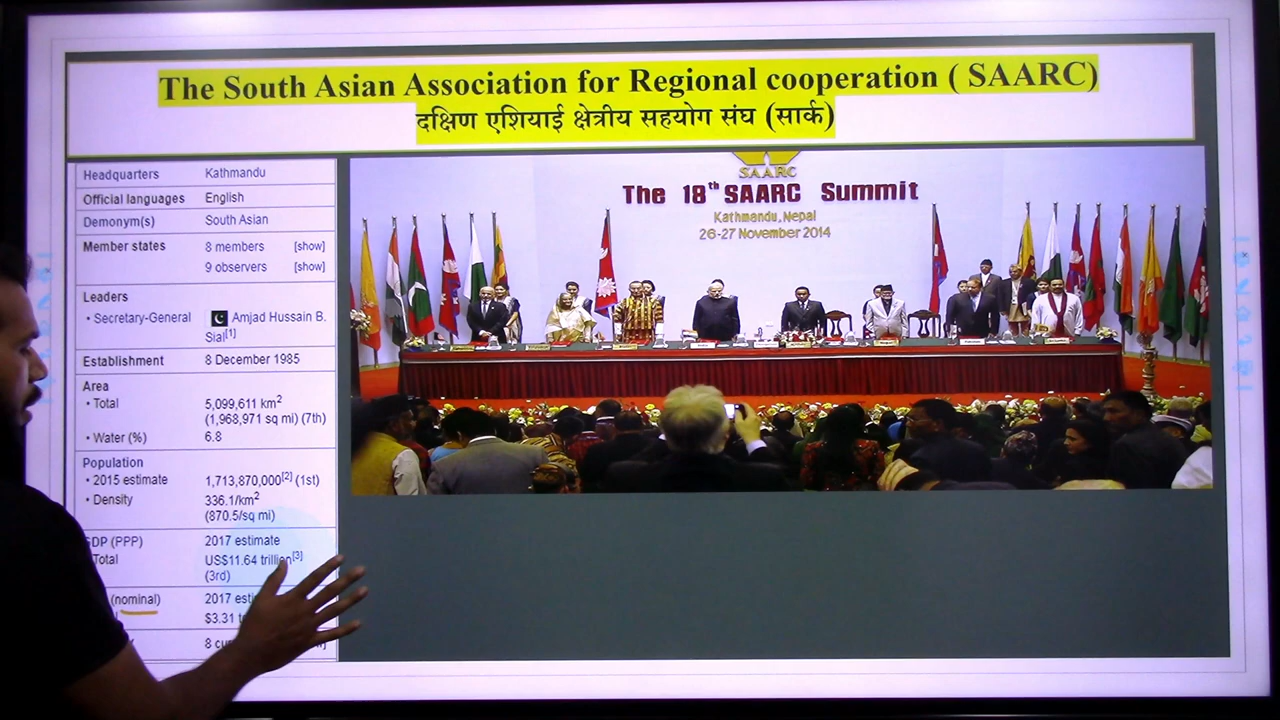 The South Asian Association for Regional cooperation ( SAARC)
दक्षिण एशियाई क्षेत्रीय सहयोग संघ (सार्क)
Headquarters Kathmandu
Official languages English
Demonym(s) South Asian
Member states 8 members [show]
9 observers [show]
Leaders
• Secretary-General Amjad Hussain B.
Sial[1]
Establishment 8 December 1985
Area
• Total 5,099,611 km2
(1,968,971 sq mi) (7th)
• Water (%) 6.8
Population
• 2015 estimate 1,713,870,000[2] (1st)
• Density 336.1/km2
(870.5/sq mi)
(PPP) 2017 estimate
Total US$11.64 trillion[3]
(3rd)
(nominal) 2017
$3.31
8
SAARC
The 18th SAARC Summit
Kathmandu, Nepal
26-27 November 2014